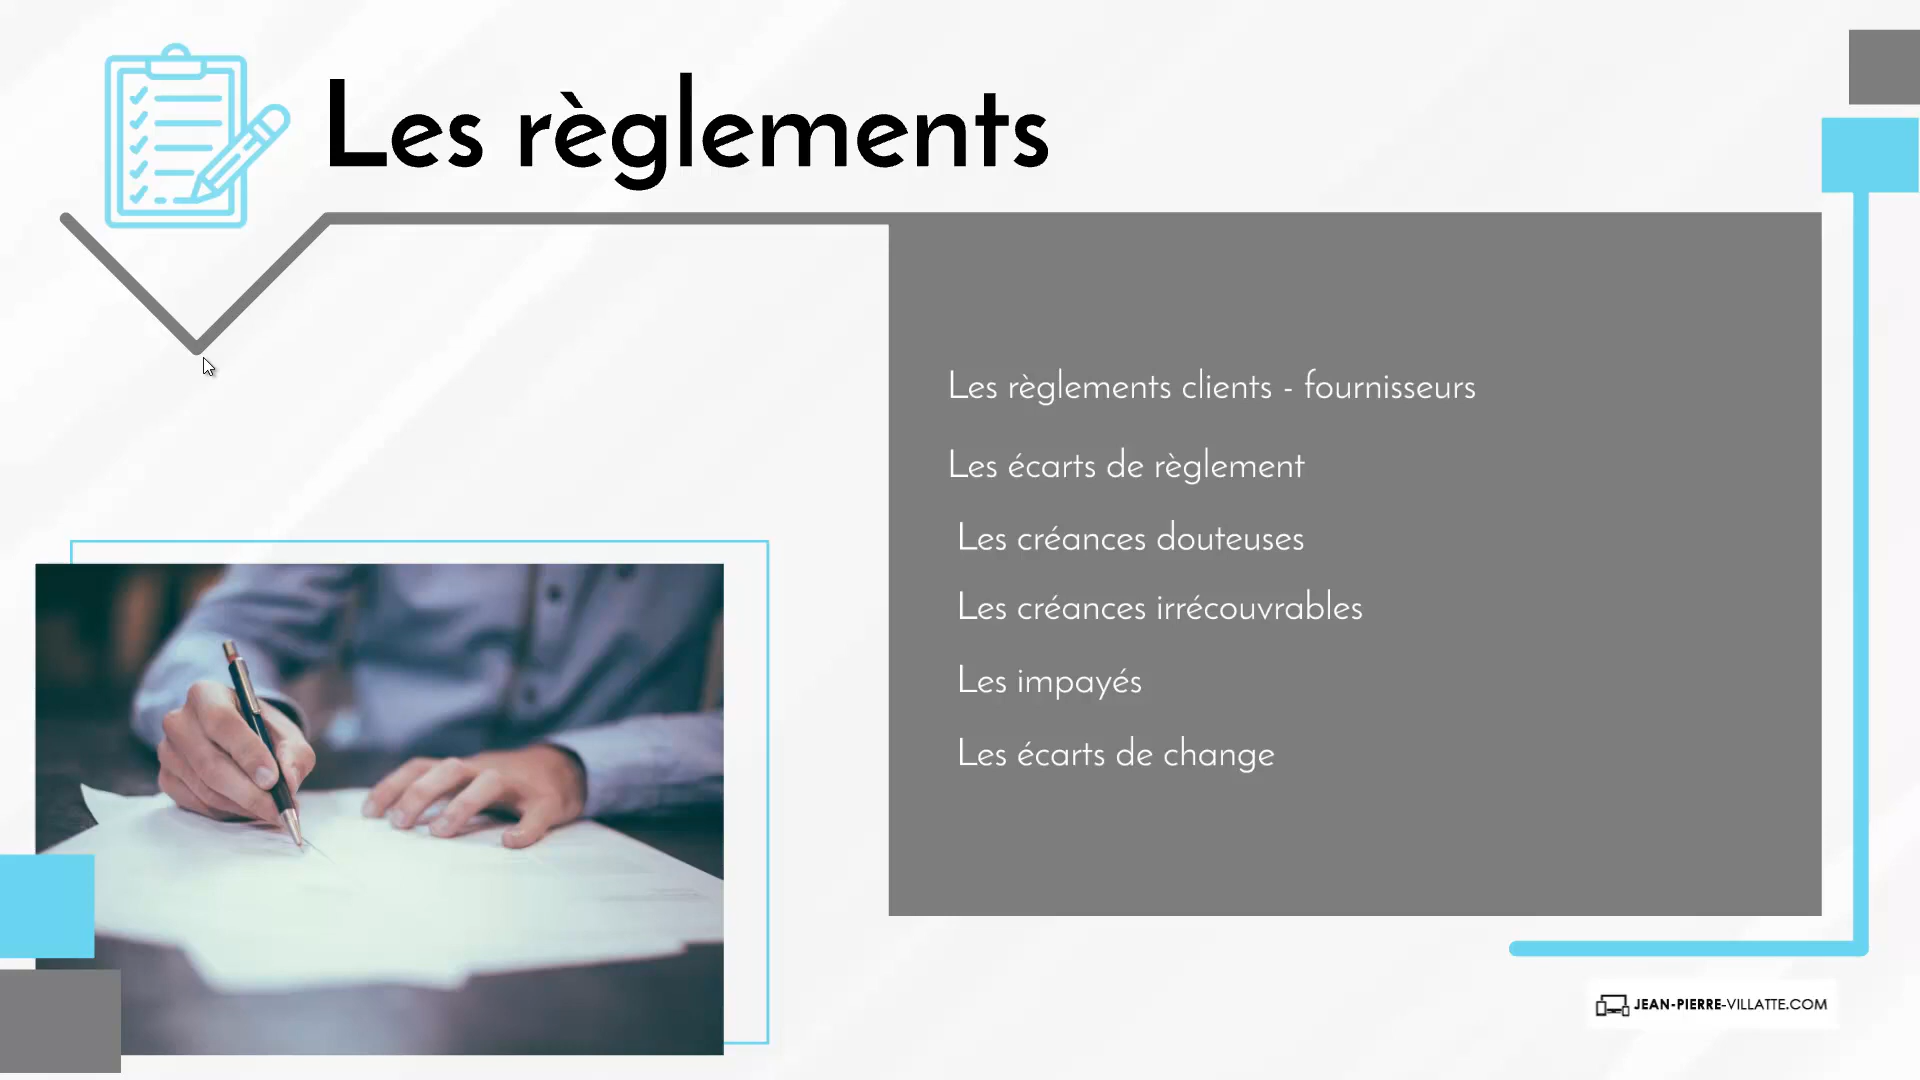 Les règlements
Les règlements clients - fournisseurs
Les écarts de règlement
Les créances douteuses
Les créances irrécouvrables
Les impayés
Les écarts de change
JEAN-PIERRE-VILLATTE.COM